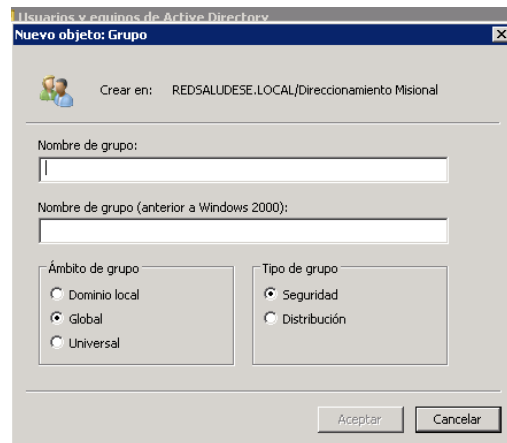 Usuarios y equipos de Active Directory
Nuevo objeto: Grupo
Crear en: REDSALUDESE.LOCAL/Direccionamiento Misional
Nombre de grupo:
Nombre de grupo (anterior a Windows 2000):
Ámbito de grupo
Dominio local
Global
Universal
Tipo de grupo
Seguridad
Distribución
Aceptar Cancelar